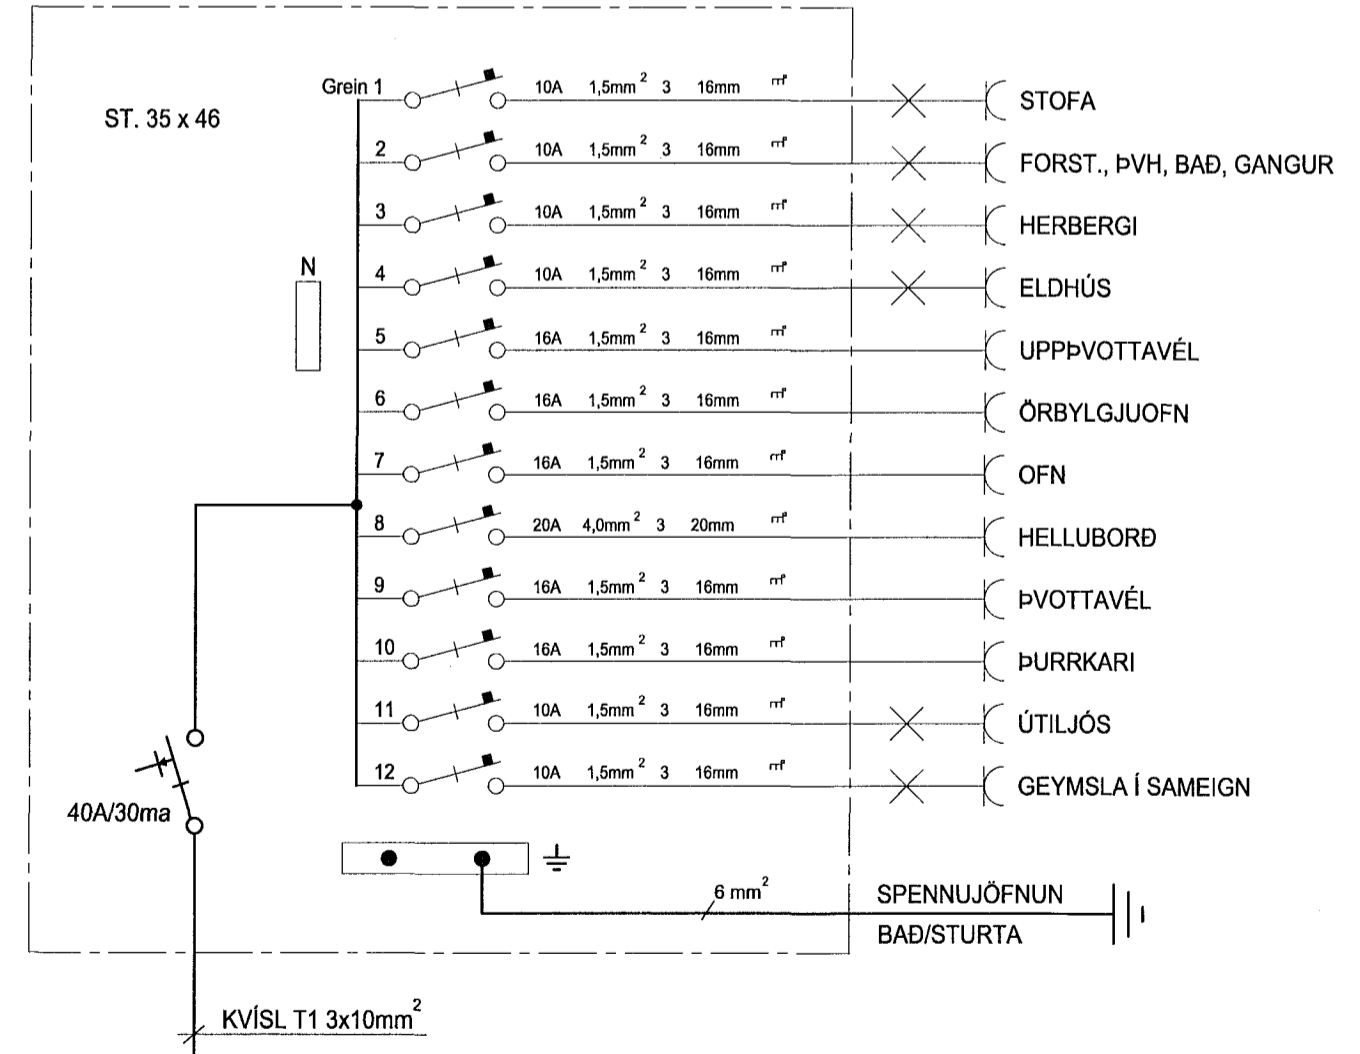 ST. 35 x 46
Grein 1 10A 1,5mm² 3 16mm STOFA
2 10A 1,5mm² 3 16mm FORST., ÞVH, BAÐ, GANGUR
3 10A 1,5mm² 3 16mm HERBERGI
4 10A 1,5mm² 3 16mm ELDHÚS
N
5 16A 1,5mm² 3 16mm UPPÞVOTTAVÉL
6 16A 1,5mm² 3 16mm ÖRBYLGJUOFN
7 16A 1,5mm² 3 16mm OFN
8 20A 4,0mm² 3 20mm HELLUBORÐ
9 16A 1,5mm² 3 16mm ÞVOTTAVÉL
10 16A 1,5mm² 3 16mm ÞURRKARI
11 10A 1,5mm² 3 16mm ÚTILJÓS
12 10A 1,5mm² 3 16mm GEYMSLA Í SAMEIGN
40A/30ma
6 mm²
SPENNUJÖFNUN
BAÐ/STURTA
KVÍSL T1 3x10mm²